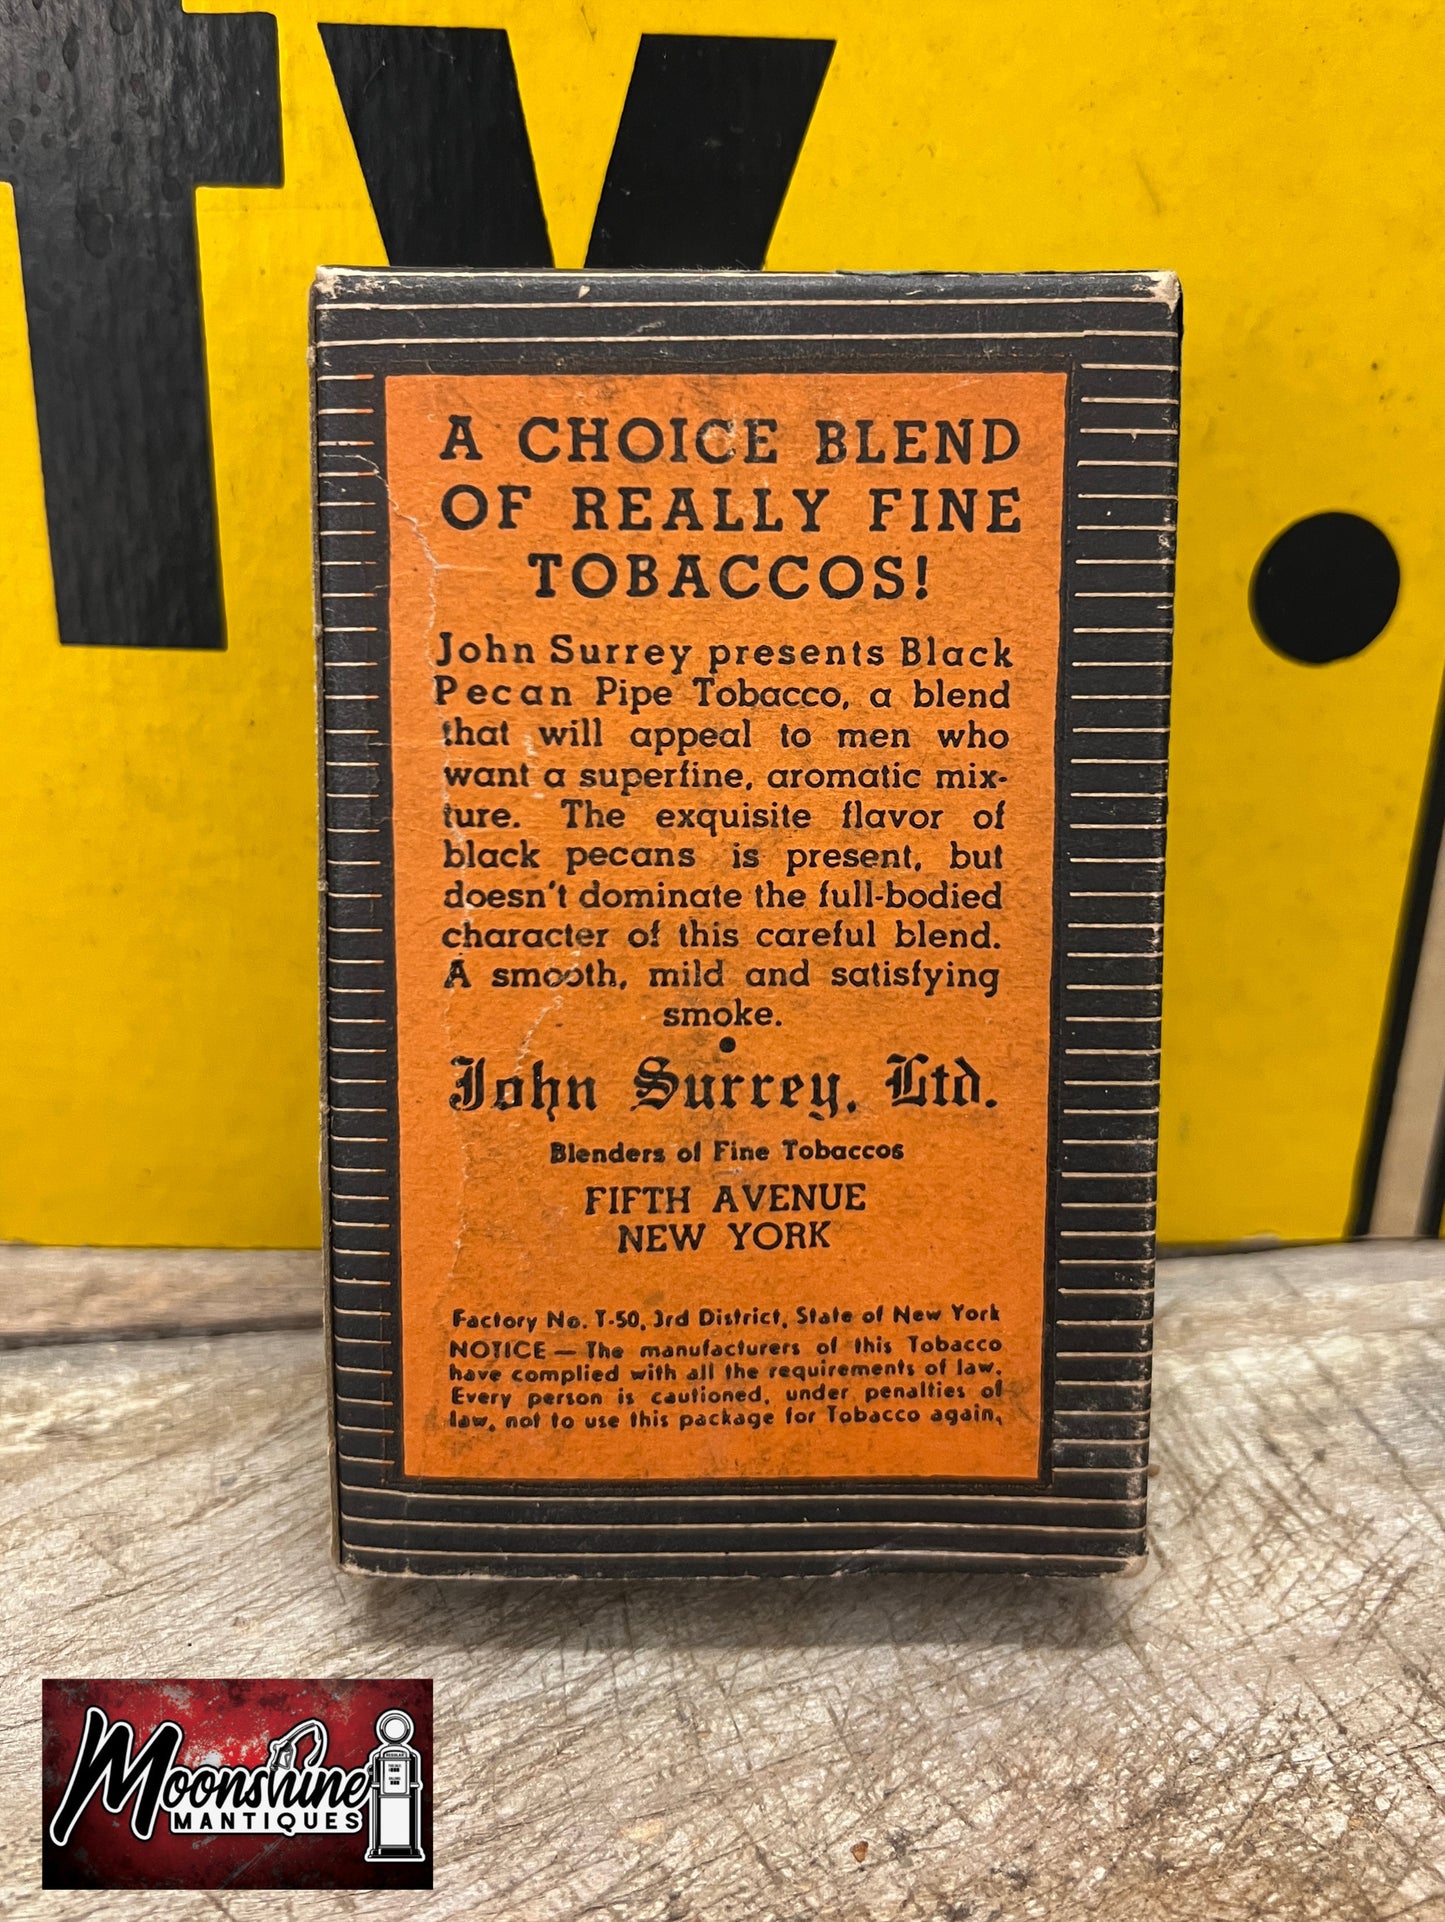 TY.
A CHOICE BLEND
OF REALLY FINE
TOBACCOS!
John Surrey presents Black
Pecan Pipe Tobacco, a blend
that will appeal to men who
want a superfine, aromatic mix-
ture. The exquisite flavor of
black pecans is present, but
doesn't dominate the full-bodied
character of this careful blend.
A smooth, mild and satisfying
smoke.
John Surrey, Ltd.
Blenders of Fine Tobaccos
FIFTH AVENUE
NEW YORK
Factory No. T-50, 3rd District, State of New York
NOTICE — The manufacturers of this Tobacco
have complied with all the requirements of law.
Every person is cautioned, under penalties of
law, not to use this package for Tobacco again.
Moonshine
MANTIQUES